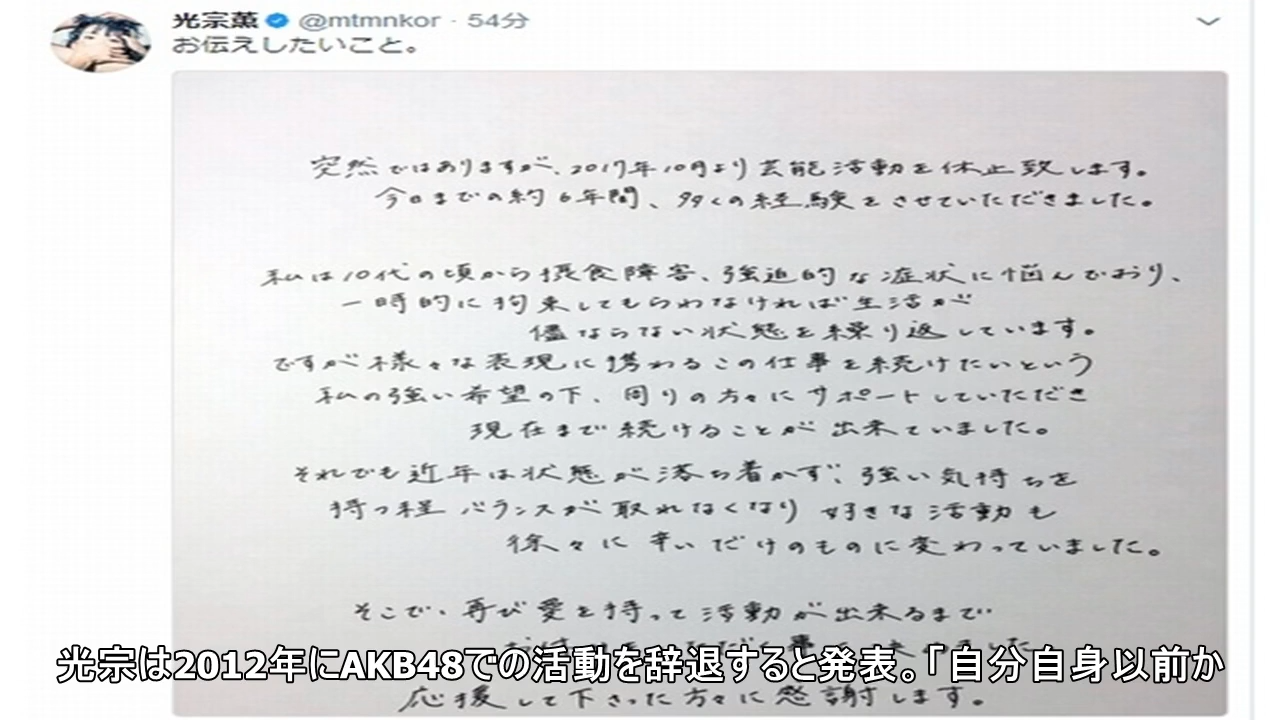 光宗薫 @mtmnkor · 54分
お伝えしたいこと。
突然ではありますが、2017年10月より芸能活動を休止致します。
今日までの約6年間、多くの経験をさせていただきました。
私は10代の頃から摂食障害、強迫的な症状に悩んでおり、
一時的に拘束してもらわなければ生活が
儘ならない状態を繰り返しています。
ですが様々な表現に携わるこの仕事を続けたいという
私の強い希望の下、周りの方々にサポートしていただき
現在まで続けることが出来ていました。
それでも近年は状態が落ち着かず、強い気持ちを
持つ程バランスが取れなくなり好きな活動も
徐々に辛いだけのものに変わっていました。
そこで、再び愛を持って活動が出来るまで
光宗は2012年にAKB48での活動を辞退すると発表。「自分自身以前か
応援して下さった方々に感謝します。